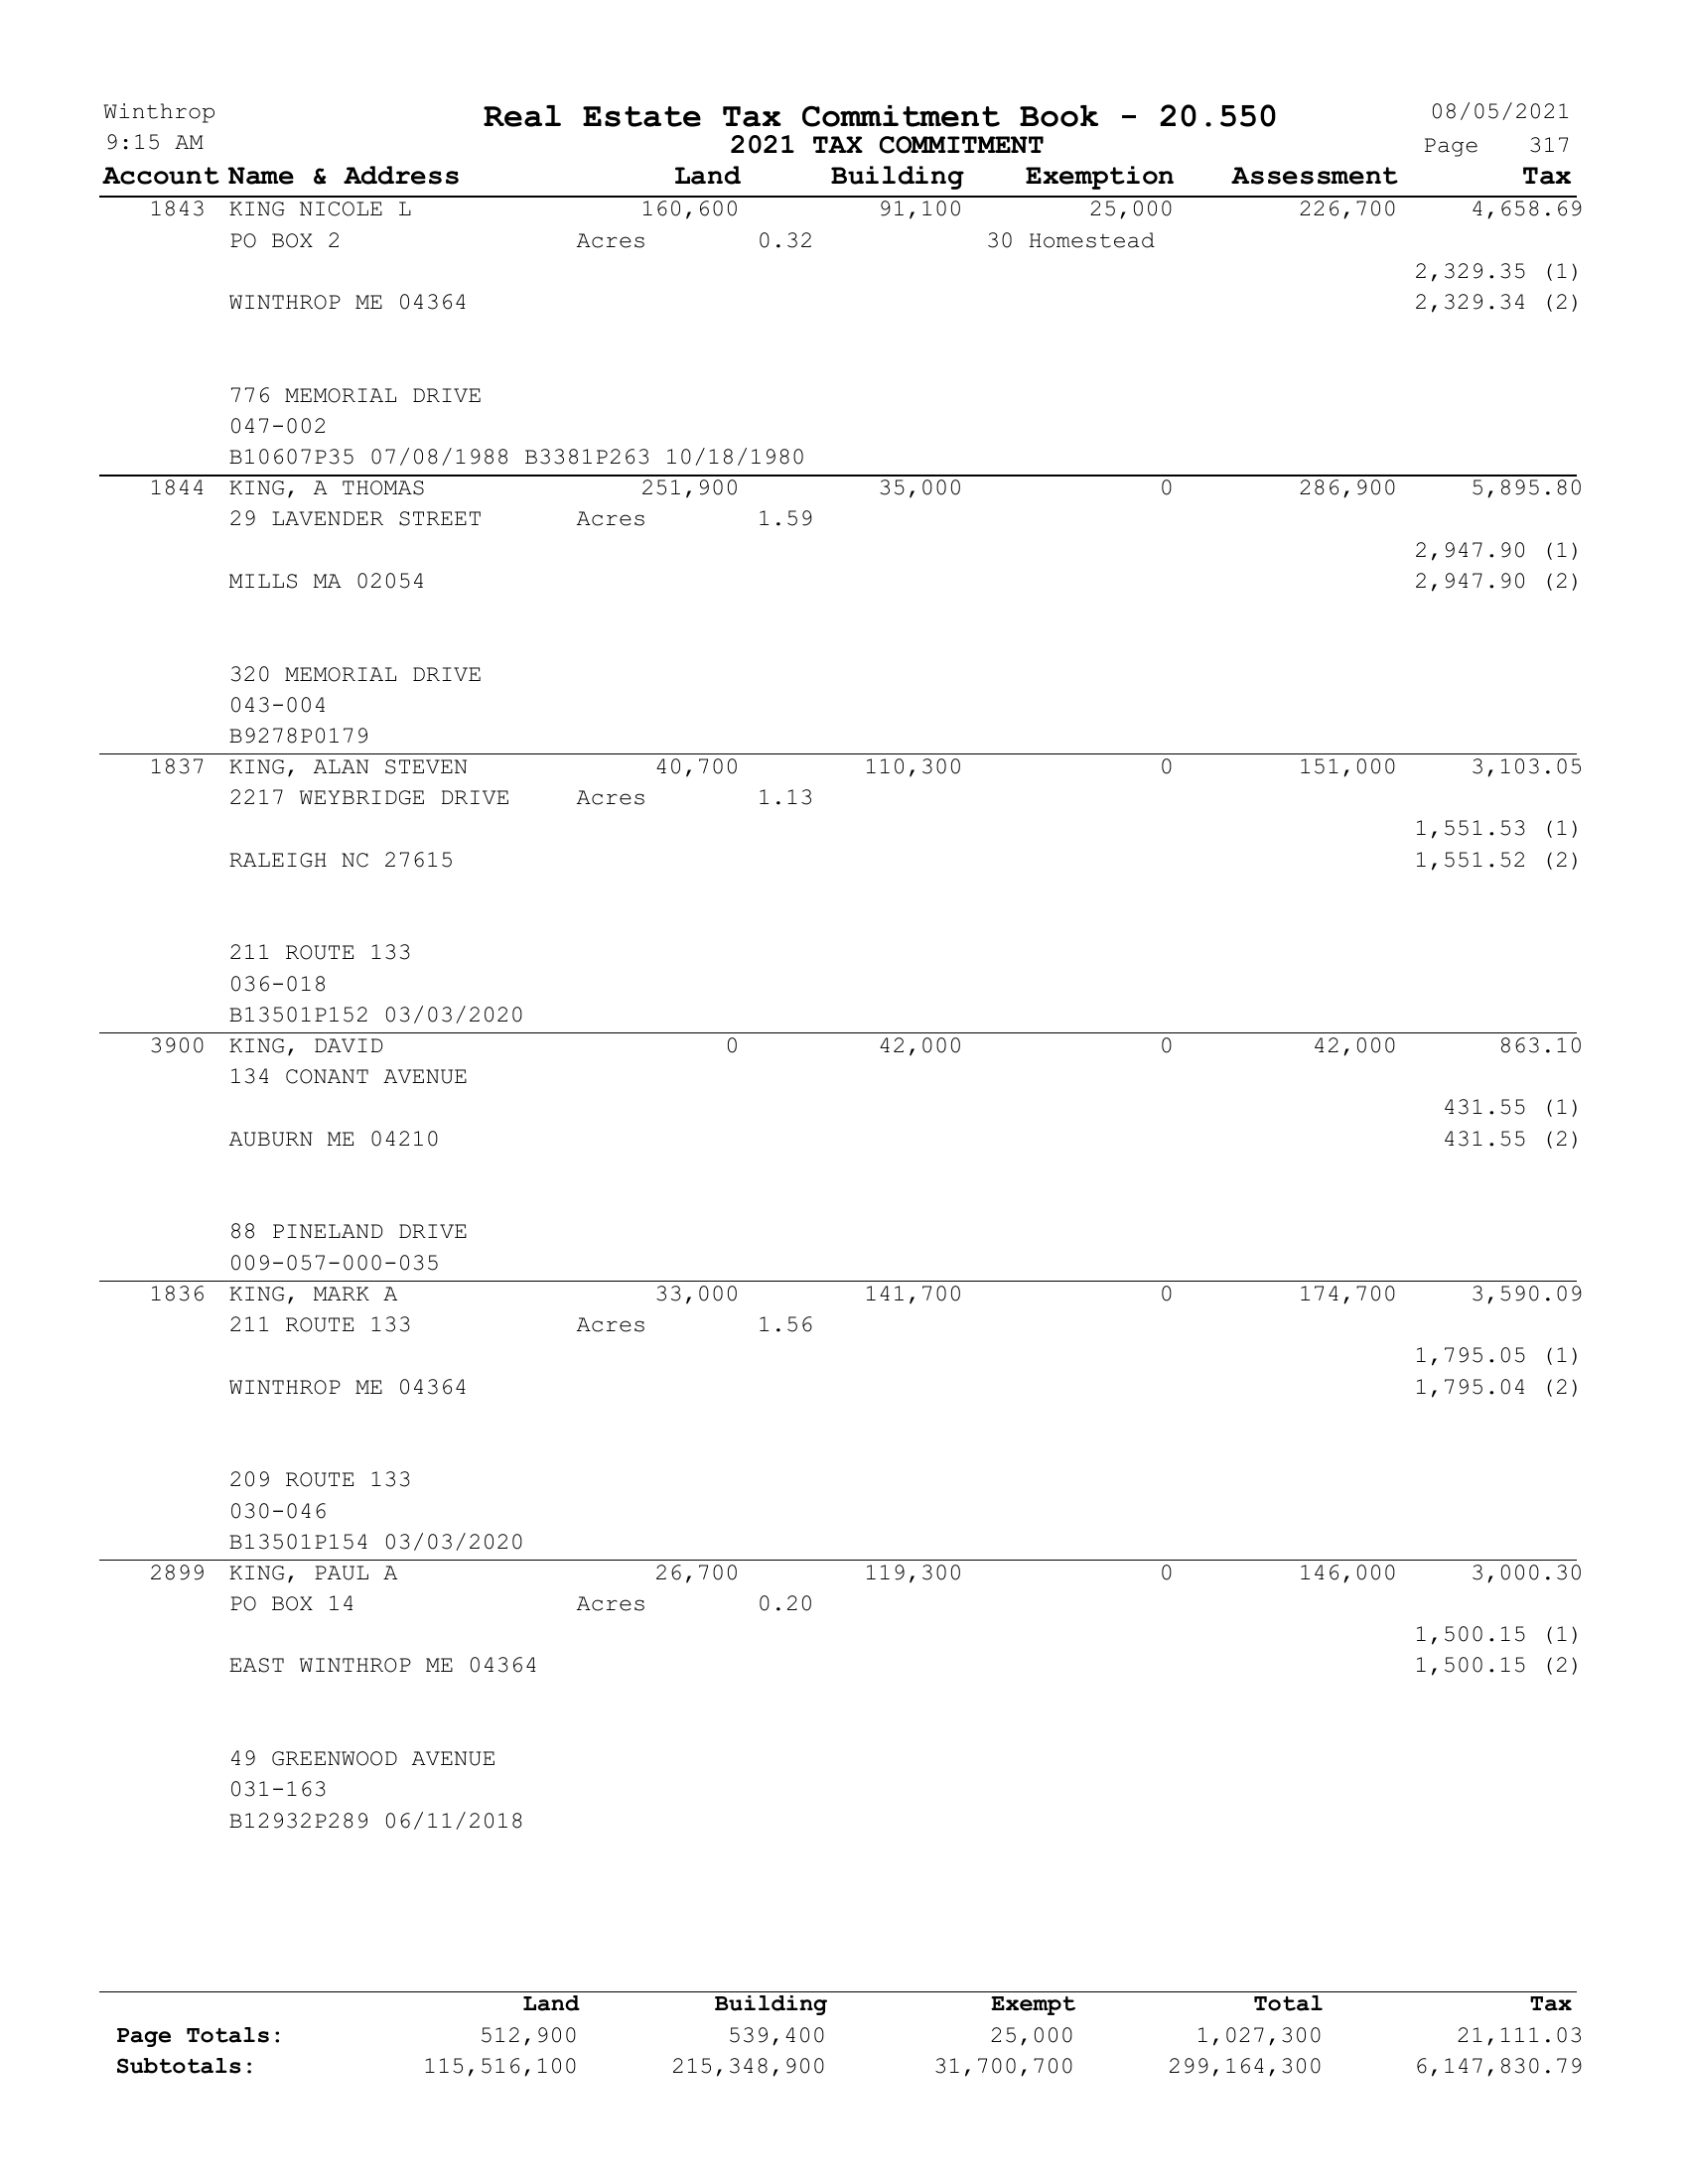 Winthrop Real Estate Tax Commitment Book - 20.550 08/05/2021
9:15 AM 2021 TAX COMMITMENT Page 317
Account Name & Address Land Building Exemption Assessment Tax
1843 KING NICOLE L 160,600 91,100 25,000 226,700 4,658.69
PO BOX 2 Acres 0.32 30 Homestead
2,329.35 (1)
WINTHROP ME 04364 2,329.34 (2)
776 MEMORIAL DRIVE
047-002
B10607P35 07/08/1988 B3381P263 10/18/1980
1844 KING, A THOMAS 251,900 35,000 0 286,900 5,895.80
29 LAVENDER STREET Acres 1.59
2,947.90 (1)
MILLS MA 02054 2,947.90 (2)
320 MEMORIAL DRIVE
043-004
B9278P0179
1837 KING, ALAN STEVEN 40,700 110,300 0 151,000 3,103.05
2217 WEYBRIDGE DRIVE Acres 1.13
1,551.53 (1)
RALEIGH NC 27615 1,551.52 (2)
211 ROUTE 133
036-018
B13501P152 03/03/2020
3900 KING, DAVID 0 42,000 0 42,000 863.10
134 CONANT AVENUE
431.55 (1)
AUBURN ME 04210 431.55 (2)
88 PINELAND DRIVE
009-057-000-035
1836 KING, MARK A 33,000 141,700 0 174,700 3,590.09
211 ROUTE 133 Acres 1.56
1,795.05 (1)
WINTHROP ME 04364 1,795.04 (2)
209 ROUTE 133
030-046
B13501P154 03/03/2020
2899 KING, PAUL A 26,700 119,300 0 146,000 3,000.30
PO BOX 14 Acres 0.20
1,500.15 (1)
EAST WINTHROP ME 04364 1,500.15 (2)
49 GREENWOOD AVENUE
031-163
B12932P289 06/11/2018
Land Building Exempt Total Tax
Page Totals: 512,900 539,400 25,000 1,027,300 21,111.03
Subtotals: 115,516,100 215,348,900 31,700,700 299,164,300 6,147,830.79